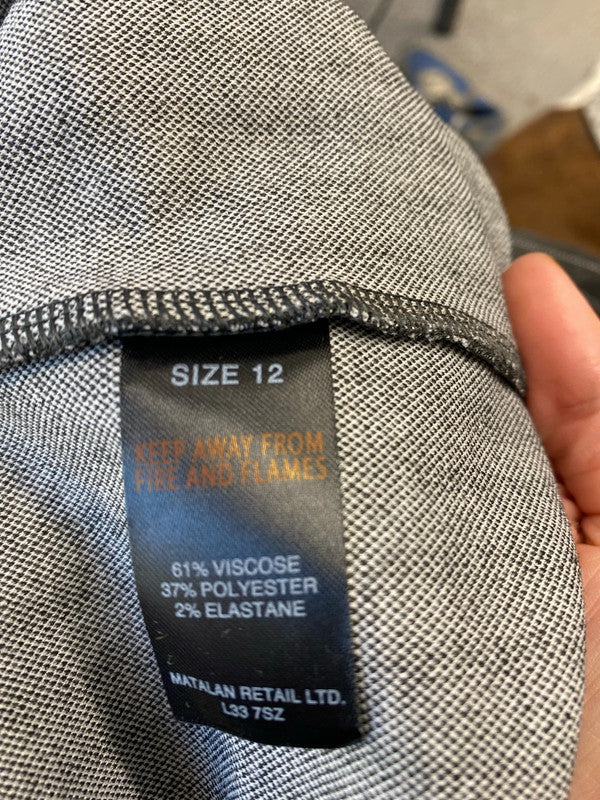 SIZE 12
KEEP AWAY FROM
FIRE AND FLAMES
61% VISCOSE
37% POLYESTER
2% ELASTANE
MATALAN RETAIL LTD.
L33 7SZ